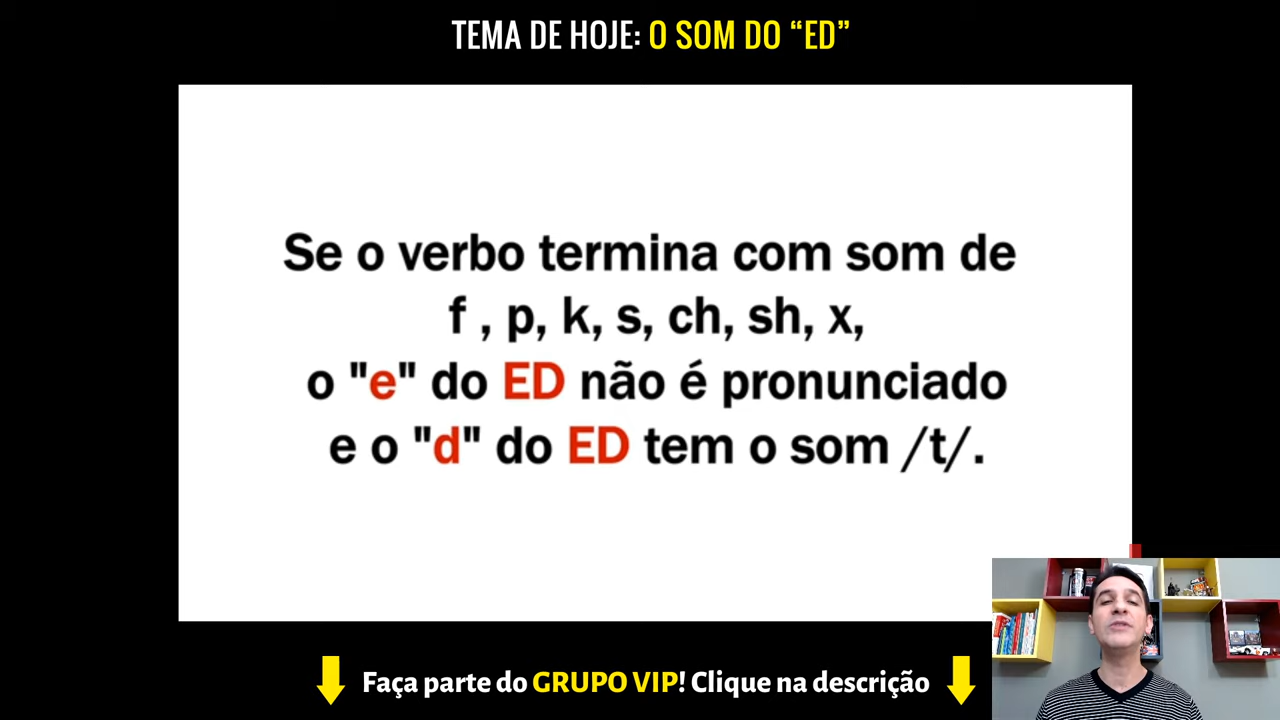 TEMA DE HOJE: O SOM DO “ED”
Se o verbo termina com som de
f , p, k, s, ch, sh, x,
o "e" do ED não é pronunciado
e o "d" do ED tem o som /t/.
Faça parte do GRUPO VIP! Clique na descrição